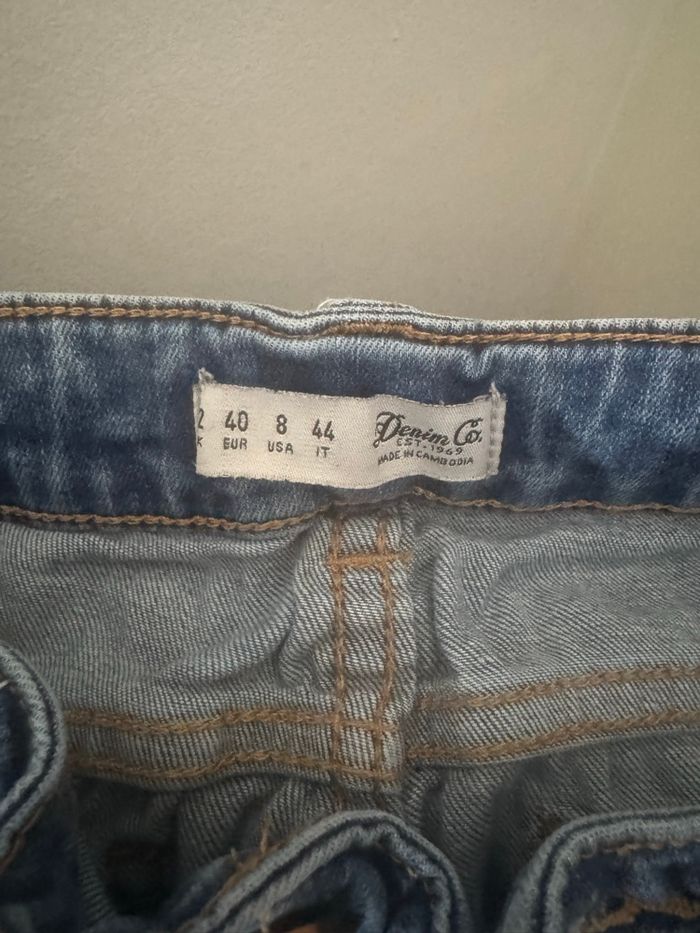 2 40 8 44
K EUR USA IT
Denim Co.
EST-1969
MADE IN CAMBODIA